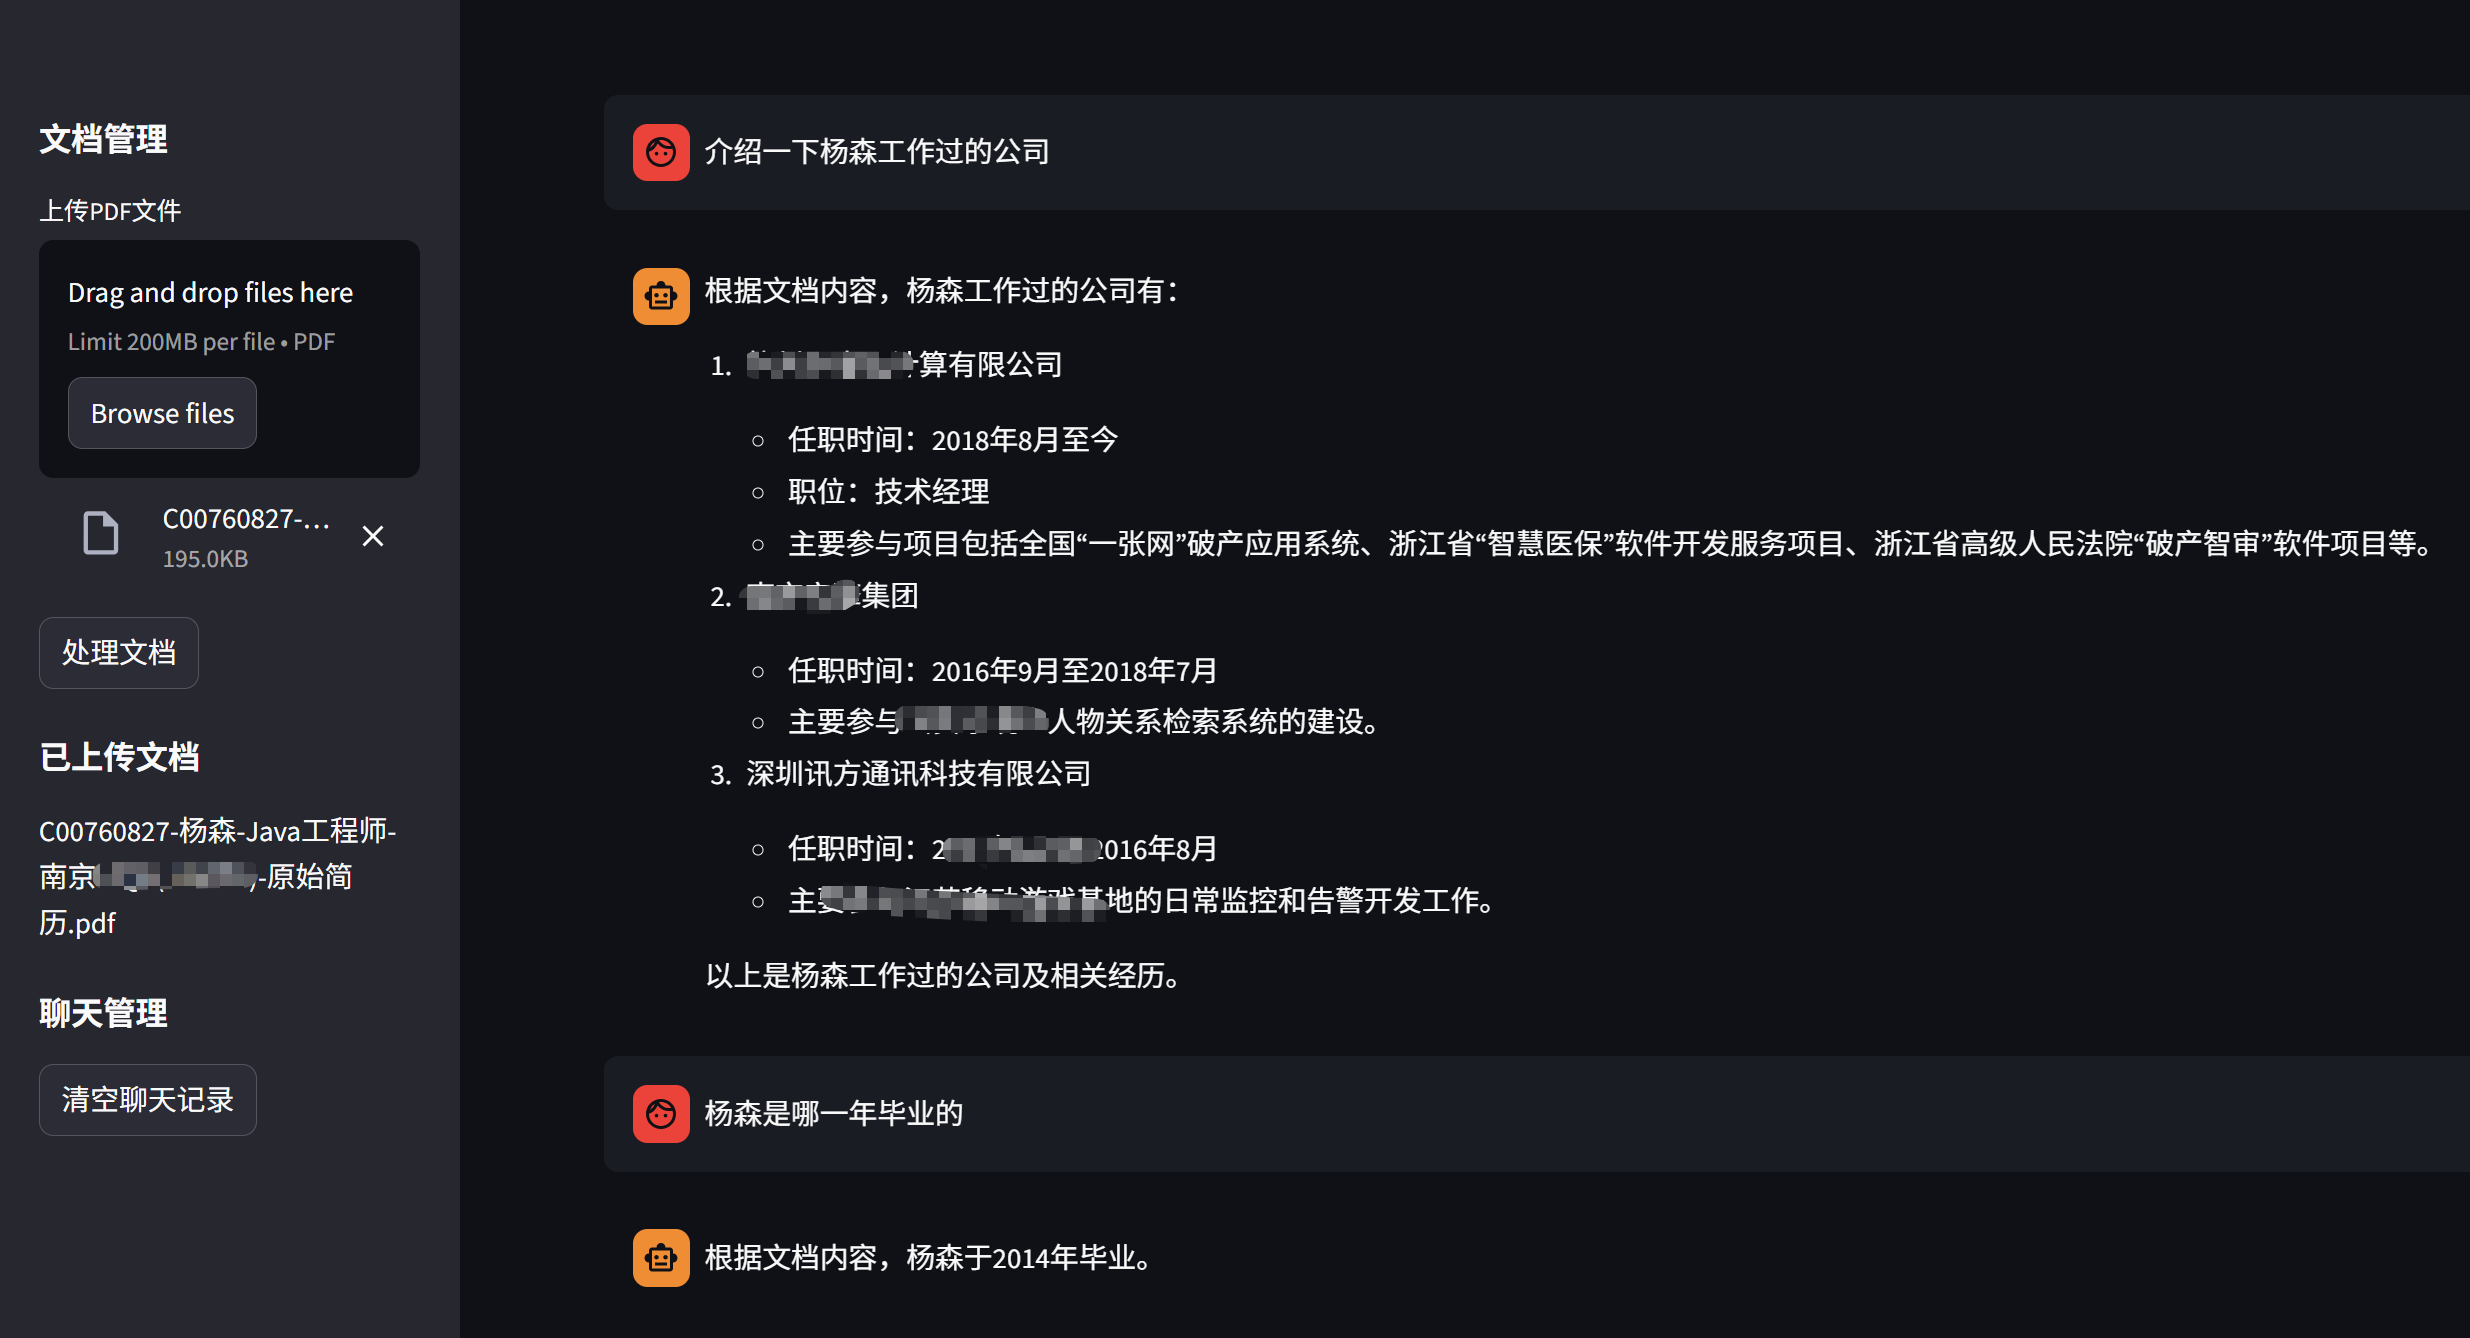 文档管理
上传PDF文件
Drag and drop files here
Limit 200MB per file • PDF
Browse files
C00760827-...
195.0KB
处理文档
已上传文档
C00760827-杨森-Java工程师-
南京 -原始简
历.pdf
聊天管理
清空聊天记录
介绍一下杨森工作过的公司
根据文档内容，杨森工作过的公司有：
1. 算有限公司
任职时间：2018年8月至今
职位：技术经理
主要参与项目包括全国“一张网”破产应用系统、浙江省“智慧医保”软件开发服务项目、浙江省高级人民法院“破产智审”软件项目等。
2. 集团
任职时间：2016年9月至2018年7月
主要参与 人物关系检索系统的建设。
3. 深圳讯方通讯科技有限公司
任职时间：2 2016年8月
主要 地的日常监控和告警开发工作。
以上是杨森工作过的公司及相关经历。
杨森是哪一年毕业的
根据文档内容，杨森于2014年毕业。